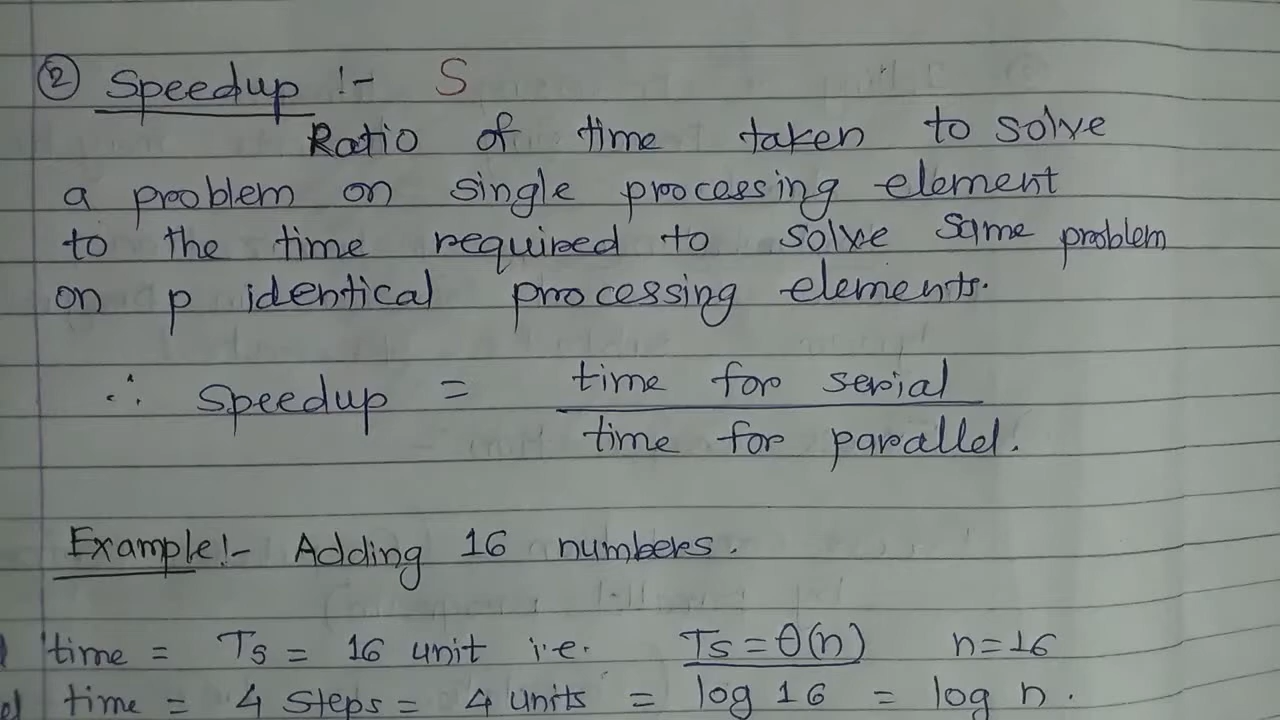 ② Speedup :- S
Ratio of time taken to solve
a problem on single processing element
to the time required to solve same problem
on p identical processing elements.
∴ Speedup = time for serial
time for parallel.
Example:- Adding 16 numbers.
time = Ts = 16 unit i.e. Ts = θ(n) n=16
time = 4 steps = 4 units = log 16 = log n.